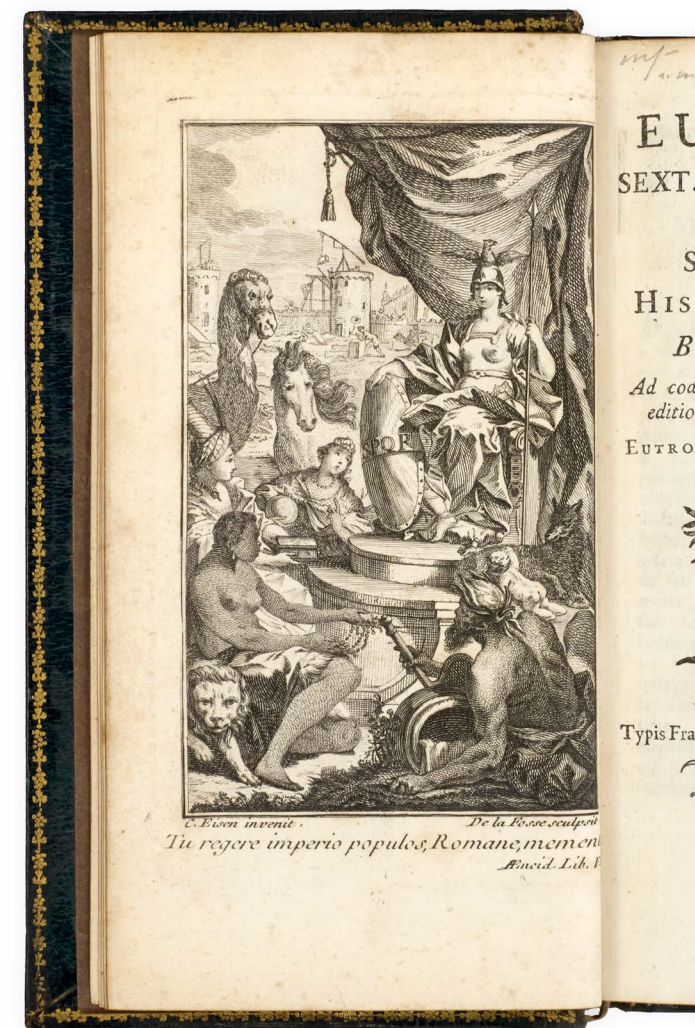 SPQR
C. Eisen invenit.
De la Fosse sculpsit
Tu regere imperio populos, Romane, memen
Æneid. Lib. V
EU
SEXT.
S
HIS
B
Ad cod
editio
EUTRO
Typis Fra